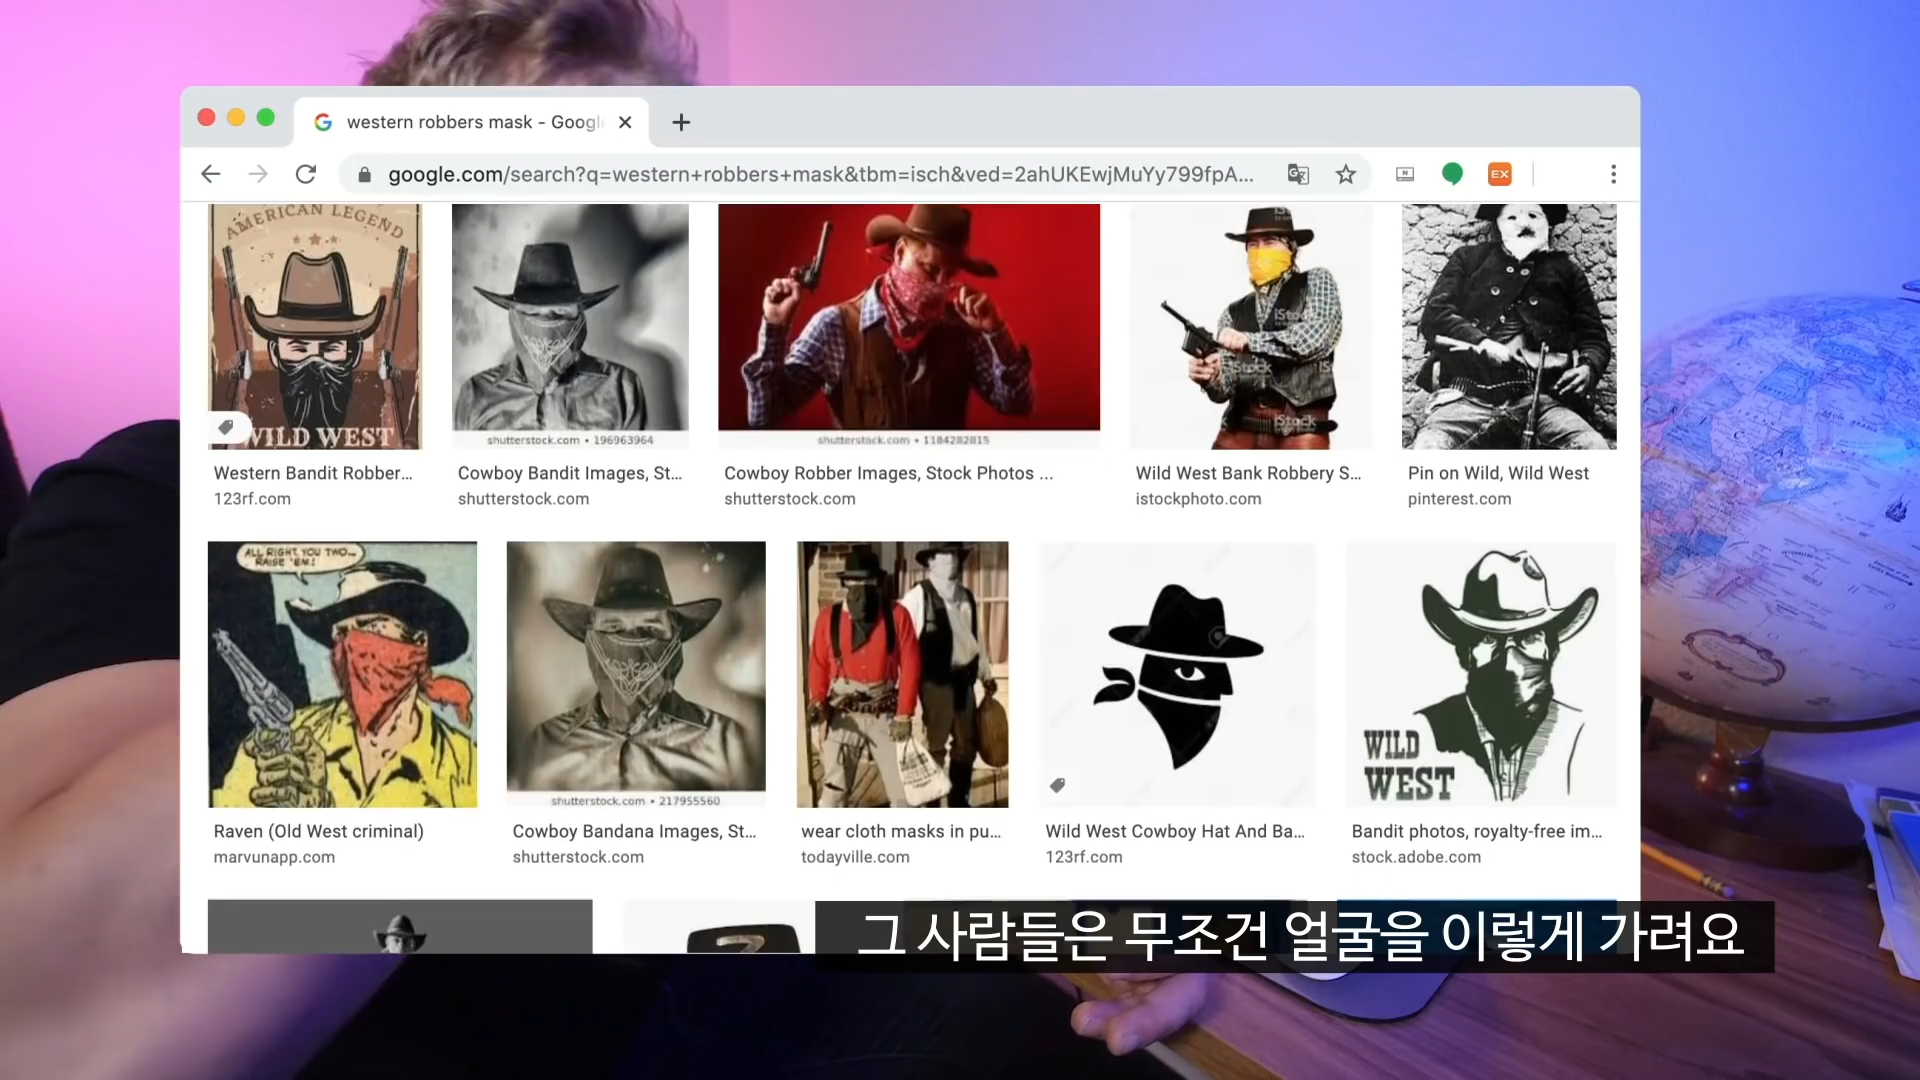 western robbers mask - Googl
google.com/search?q=western+robbers+mask&tbm=isch&ved=2ahUKEwjMuYy799fpA...
EX
AMERICAN LEGEND
WILD WEST
shutterstock.com • 196963964
shutterstock.com • 1184282815
iStock
iStock
iStock
Western Bandit Robber...
123rf.com
Cowboy Bandit Images, St...
shutterstock.com
Cowboy Robber Images, Stock Photos ...
shutterstock.com
Wild West Bank Robbery S...
istockphoto.com
Pin on Wild, Wild West
pinterest.com
ALL RIGHT, YOU TWO...
RAISE 'EM!
shutterstock.com • 217955560
WILD
WEST
Raven (Old West criminal)
marvunapp.com
Cowboy Bandana Images, St...
shutterstock.com
wear cloth masks in pu...
todayville.com
Wild West Cowboy Hat And Ba...
123rf.com
Bandit photos, royalty-free im...
stock.adobe.com
그 사람들은 무조건 얼굴을 이렇게 가려요